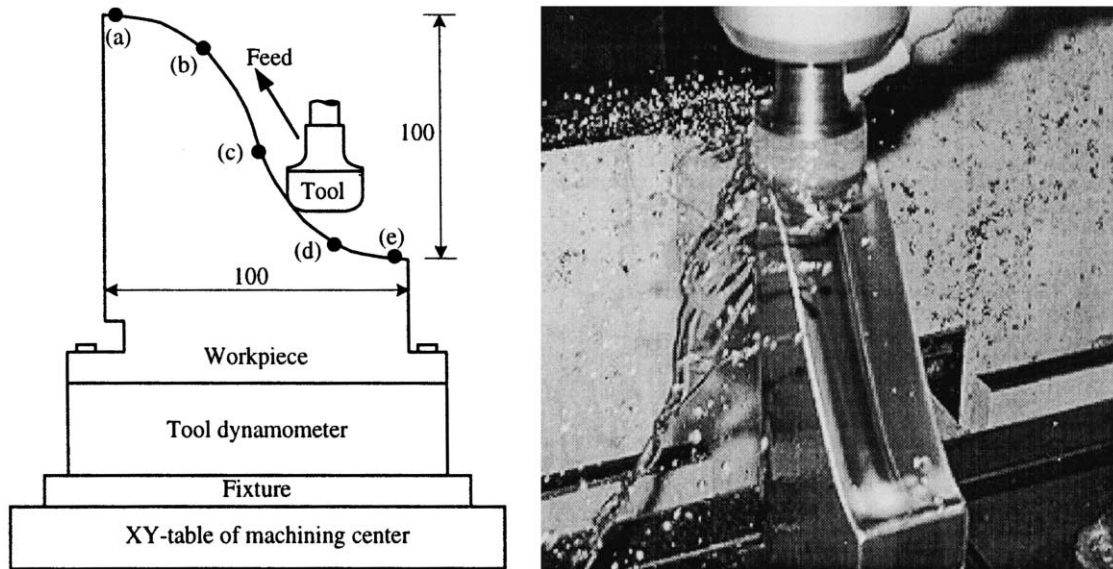 (a)
(b)
Feed
(c)
Tool
100
(d)
(e)
100
Workpiece
Tool dynamometer
Fixture
XY-table of machining center